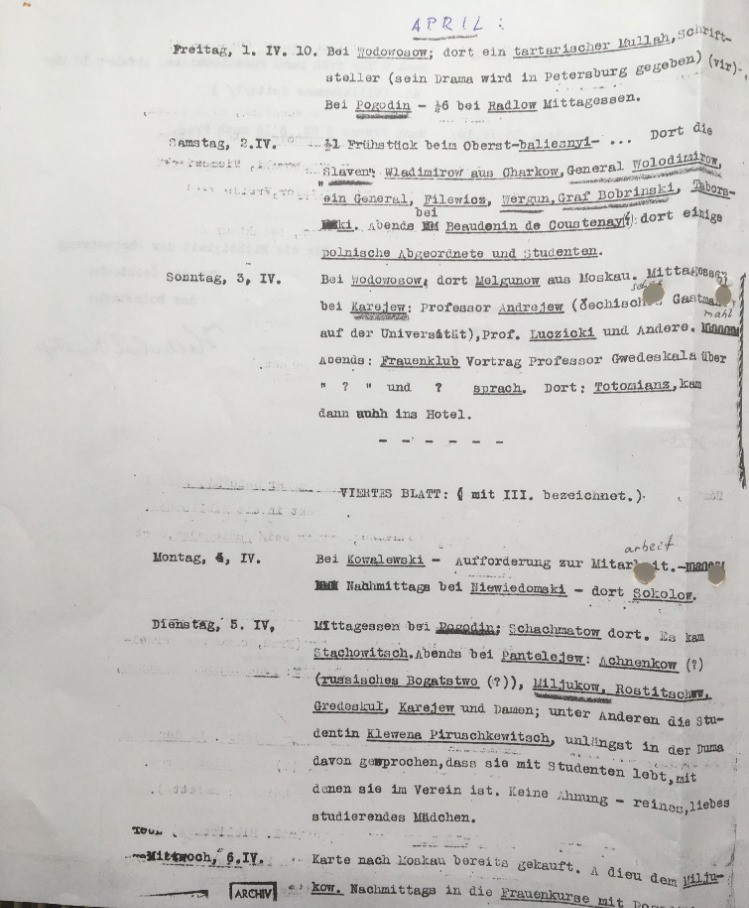 APRIL:
Freitag, 1. IV. 10. Bei Wodowosow; dort ein tartarischer Mullah, Schrift-
steller (sein Drama wird in Petersburg gegeben) (vir).
Bei Pogodin - ½6 bei Radlow Mittagessen.
Samstag, 2.IV. ½1 Frühstück beim Oberst-baliesnyi- ... Dort die
"Slaven": Wladimirow aus Charkow, General Wolodimirow,
ein General, Filewicz, Wergun, Graf Bobrinski, Tabors-
ki. Abends bei Beaudenin de Coustenay(?) dort einige
polnische Abgeordnete und Studenten.
Sonntag, 3, IV. Bei Wodowosow, dort Melgunow aus Moskau. Mittagessen
bei Karejew: Professor Andrejew (čechisches Gastmahl
auf der Universität), Prof. Luczicki und Andere.
Abends: Frauenklub Vortrag Professor Gwedeskala über
" ? " und ? sprach. Dort: Totomianz, kam
dann auhh ins Hotel.
- - - - - -
VIERTES BLATT: ( mit III. bezeichnet.)
Montag, 4, IV. Bei Kowalewski - Aufforderung zur Mitarbeit.-
Nahhmittags bei Niewiedomski - dort Sokolow.
Dienstag, 5. IV, Mittagessen bei Pogodin; Schachmatow dort. Es kam
Stachowitsch. Abends bei Pantelejew: Achnenkow (?)
(russisches Bogatstwo (?)), Miljukow, Rostitschw,
Gredeskul, Karejew und Damen; unter Anderen die Stu-
dentin Klewena Piruschkewitsch, unlängst in der Duma
davon gesprochen, dass sie mit Studenten lebt, mit
denen sie im Verein ist. Keine Ahnung - reines, liebes
studierendes Mädchen.
Mittwoch, 6.IV. Karte nach Moskau bereits gekauft. A dieu dem Milju-
kow. Nachmittags in die Frauenkurse mit
ARCHIV